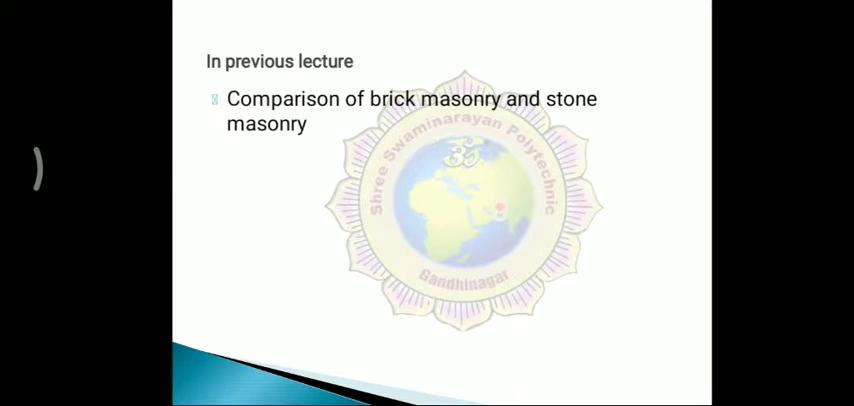 In previous lecture
Comparison of brick masonry and stone
masonry
Shree Swaminarayan Polytechnic
ॐ
Gandhinagar